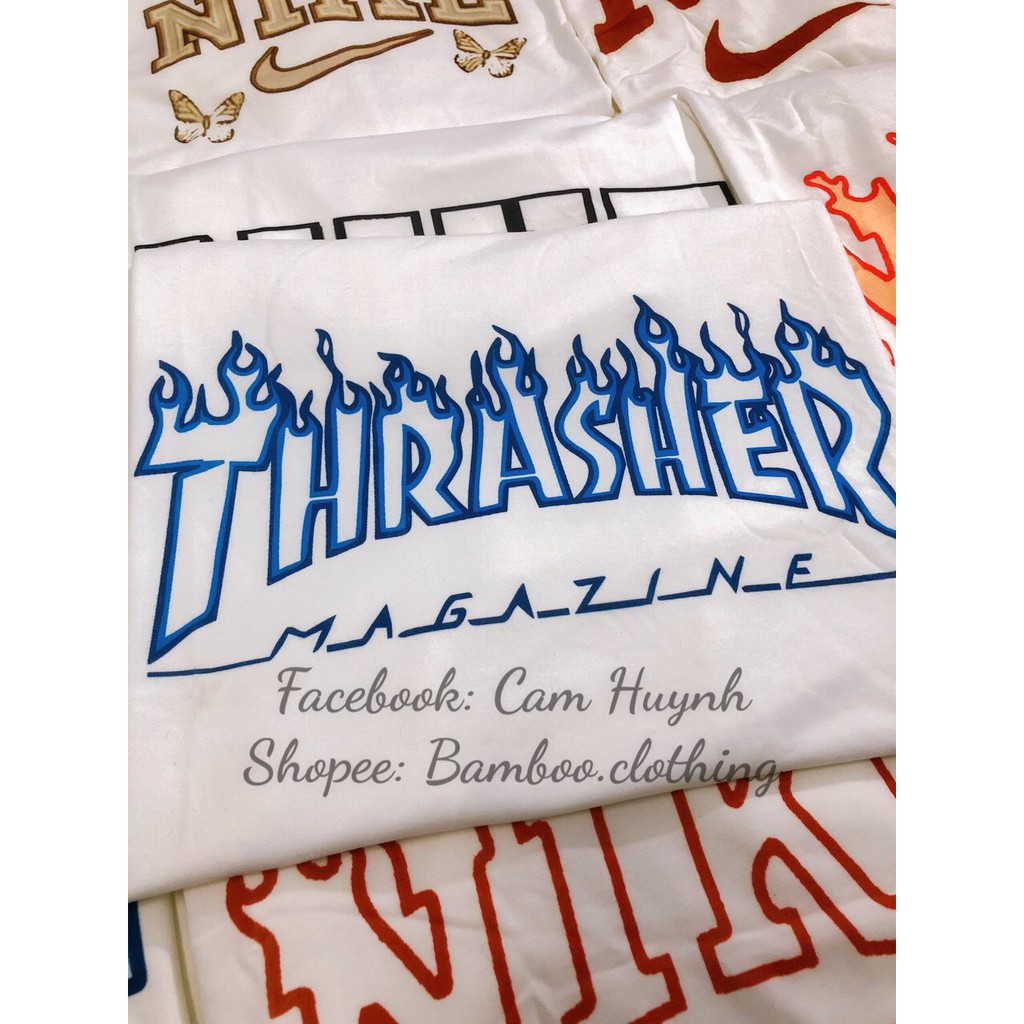 NIKE
THRASHER
MAGAZINE
Facebook: Cam Huynh
Shopee: Bamboo.clothing